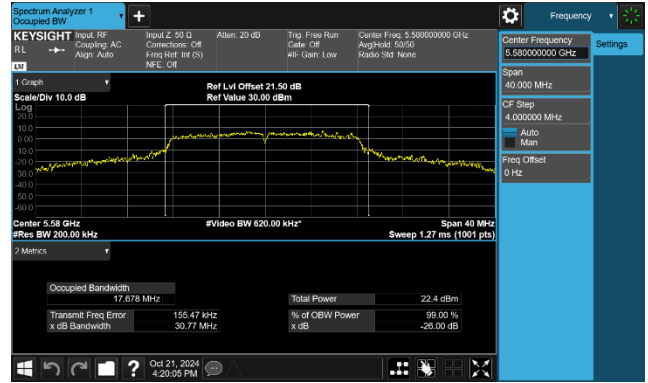 Spectrum Analyzer 1
Occupied BW
Frequency
KEYSIGHT
RL
Input: RF
Coupling: AC
Align: Auto
Input Z: 50 Ω
Corrections: Off
Freq Ref: Int (S)
NFE: Off
Atten: 20 dB
Trig: Free Run
Gate: Off
#IF Gain: Low
Center Freq: 5.580000000 GHz
Avg|Hold: 50/50
Radio Std: None
LXI
1 Graph
Scale/Div 10.0 dB
Ref Lvl Offset 21.50 dB
Ref Value 30.00 dBm
Log
20.0
10.0
0.00
-10.0
-20.0
-30.0
-40.0
-50.0
-60.0
Center 5.58 GHz
#Res BW 200.00 kHz
#Video BW 620.00 kHz*
Span 40 MHz
Sweep 1.27 ms (1001 pts)
2 Metrics
Occupied Bandwidth
17.678 MHz
Total Power 22.4 dBm
Transmit Freq Error 155.47 kHz
% of OBW Power 99.00 %
x dB Bandwidth 30.77 MHz
x dB -26.00 dB
Oct 21, 2024
4:20:05 PM
Center Frequency
5.580000000 GHz
Settings
Span
40.000 MHz
CF Step
4.000000 MHz
Auto
Man
Freq Offset
0 Hz